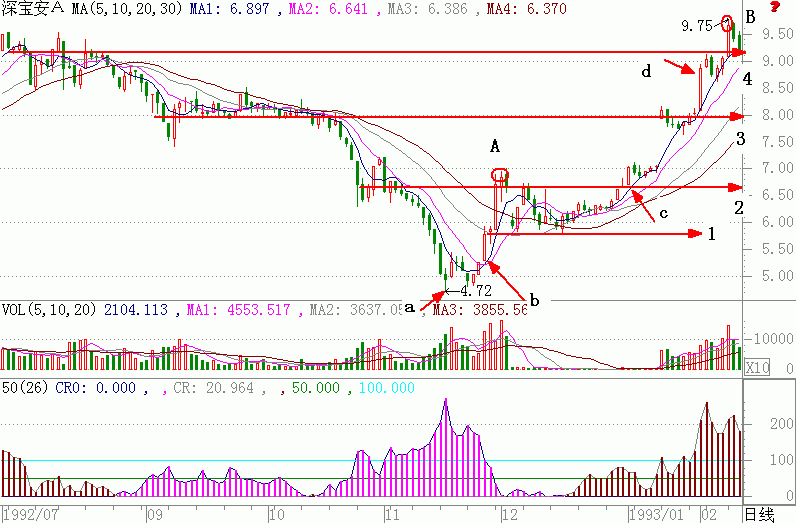 深宝安A MA(5,10,20,30) MA1: 6.897 , MA2: 6.641 , MA3: 6.386 , MA4: 6.370
?
9.75
B
9.50
9.00
d
4
8.00
7.50
3
A
7.00
6.50
2
c
6.00
1
5.50
5.00
a
4.72
b
VOL(5,10,20) 2104.113 , MA1: 4553.517 , MA2: 3637.05 , MA3: 3855.56
10000
0
X10
50(26) CR0: 0.000 , , CR: 20.964 , , 50.000 , 100.000
200
100
0
1992/07 09 10 11 12 1993/01 02 日线